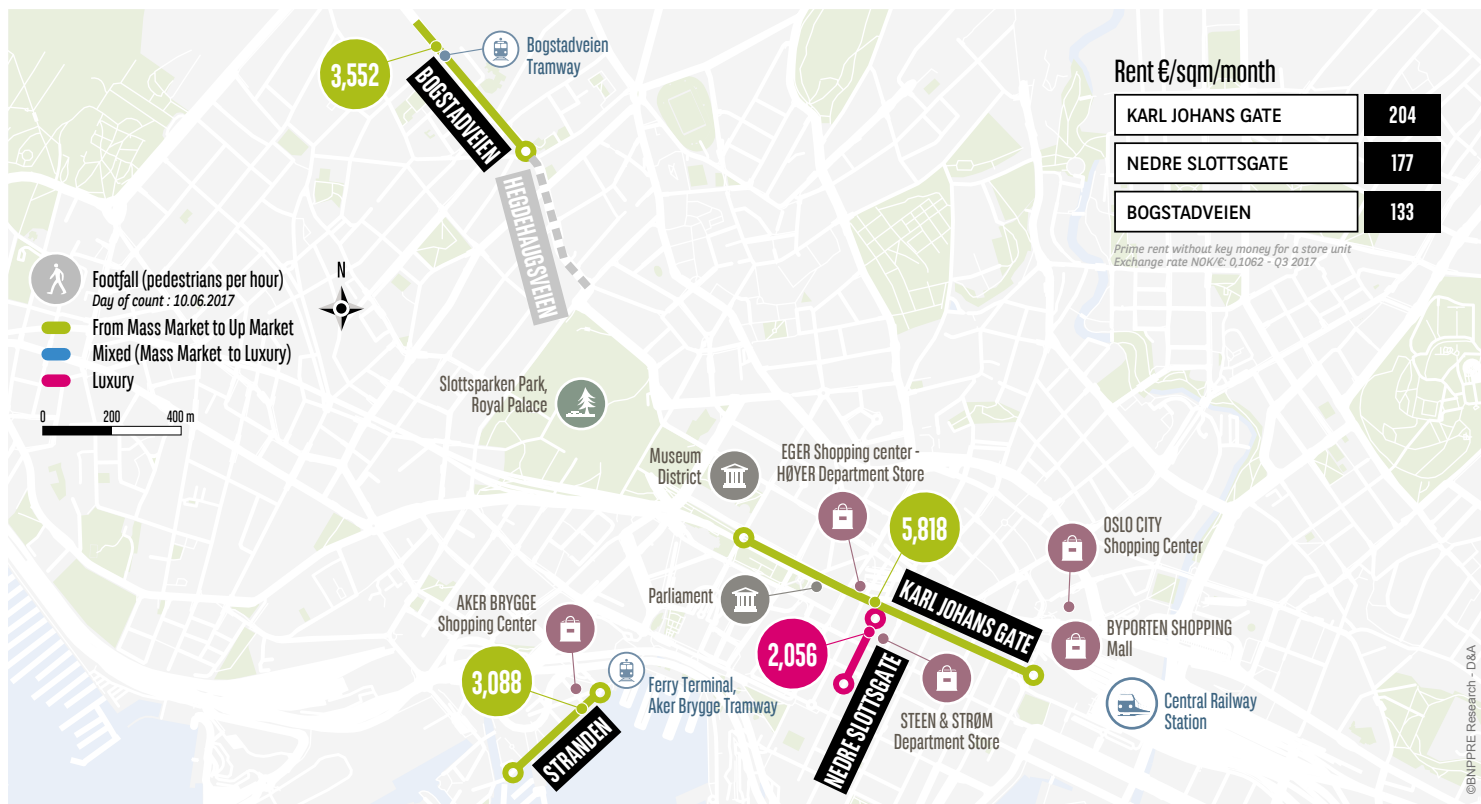 3,552
Bogstadveien
Tramway
BOGSTADVEIEN
HEGDEHAUGSVEIEN
Rent €/sqm/month
KARL JOHANS GATE 204
NEDRE SLOTTSGATE 177
BOGSTADVEIEN 133
Prime rent without key money for a store unit
Exchange rate NOK/€: 0,1062 - Q3 2017
Footfall (pedestrians per hour)
Day of count : 10.06.2017
From Mass Market to Up Market
Mixed (Mass Market to Luxury)
Luxury
0 200 400 m
N
Slottsparken Park,
Royal Palace
Museum
District
EGER Shopping center -
HØYER Department Store
5,818
OSLO CITY
Shopping Center
Parliament
KARL JOHANS GATE
AKER BRYGGE
Shopping Center
BYPORTEN SHOPPING
Mall
2,056
3,088
Ferry Terminal,
Aker Brygge Tramway
STRANDEN
NEDRE SLOTTSGATE
STEEN & STRØM
Department Store
Central Railway
Station
©BNPPRE Research - D&A